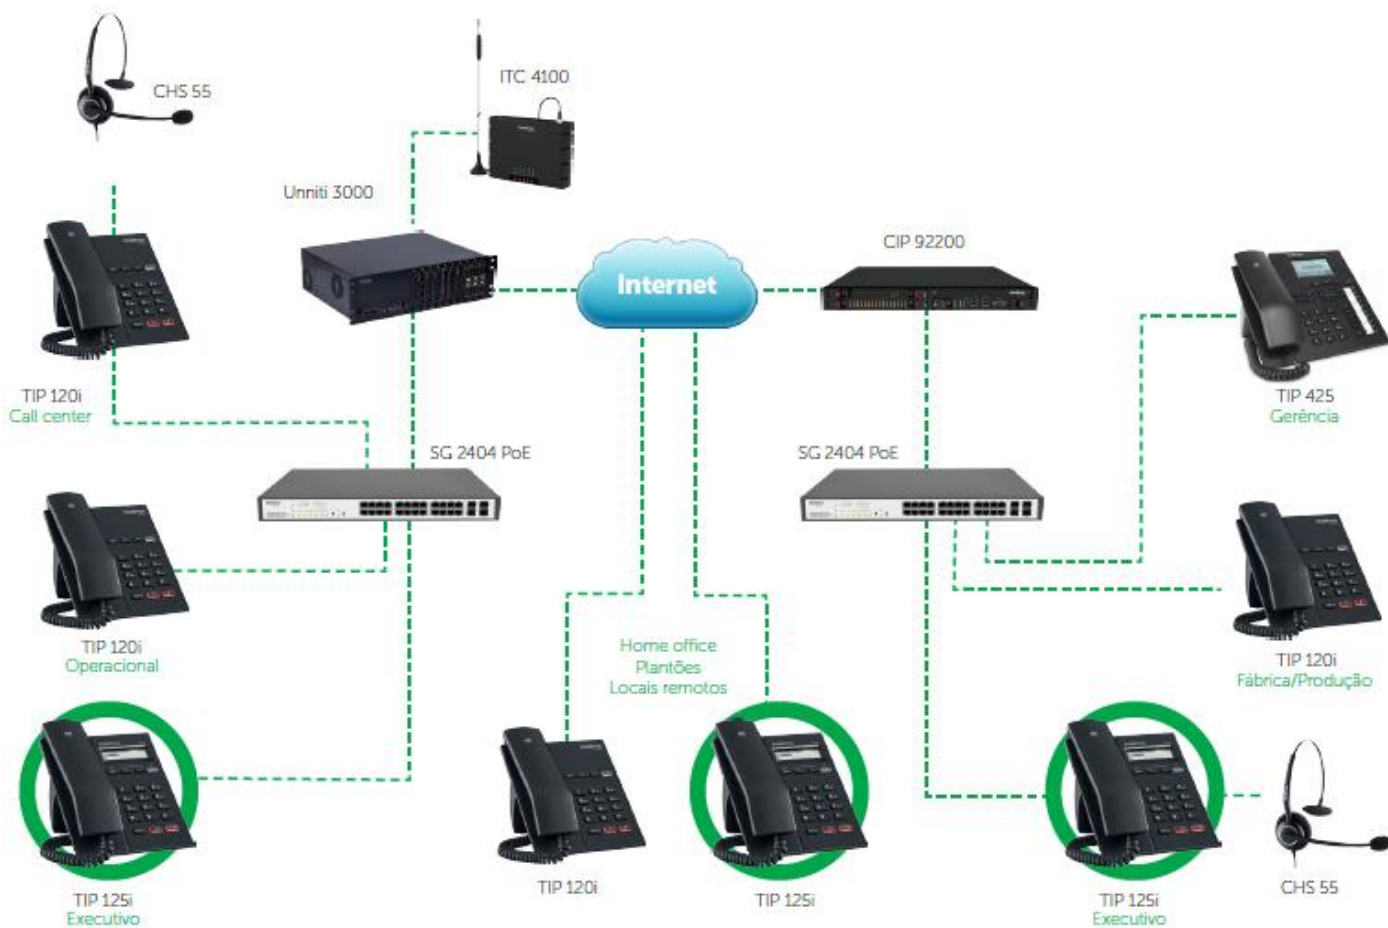 CHS 55
ITC 4100
Unniti 3000
CIP 92200
Internet
TIP 120i
Call center
TIP 425
Gerência
SG 2404 PoE
SG 2404 PoE
TIP 120i
Operacional
Home office
Plantões
Locais remotos
TIP 120i
Fábrica/Produção
TIP 125i
Executivo
TIP 120i
TIP 125i
TIP 125i
Executivo
CHS 55